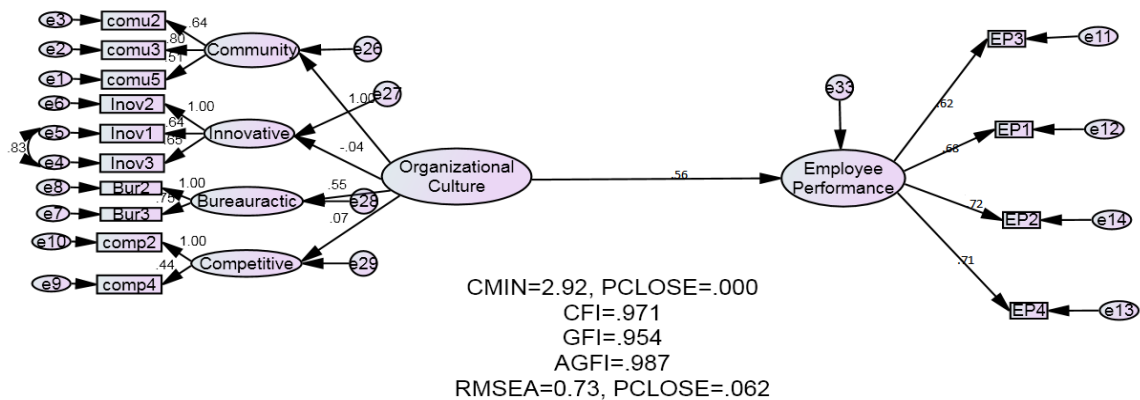 e3 comu2 .64
e2 comu3 .80 Community e26
e1 comu5 .51
e6 Inov2 1.00 1.00 e27
e5 Inov1 .64 Innovative
.83
e4 Inov3 .65 -.04
e8 Bur2 1.00 .55
e7 Bur3 .75 Bureauractic e28
.07
e10 comp2 1.00
Competitive e29
e9 comp4 .44
Organizational
Culture
.56
e33
Employee
Performance
.62 EP3 e11
.68 EP1 e12
.72 EP2 e14
.71 EP4 e13
CMIN=2.92, PCLOSE=.000
CFI=.971
GFI=.954
AGFI=.987
RMSEA=0.73, PCLOSE=.062